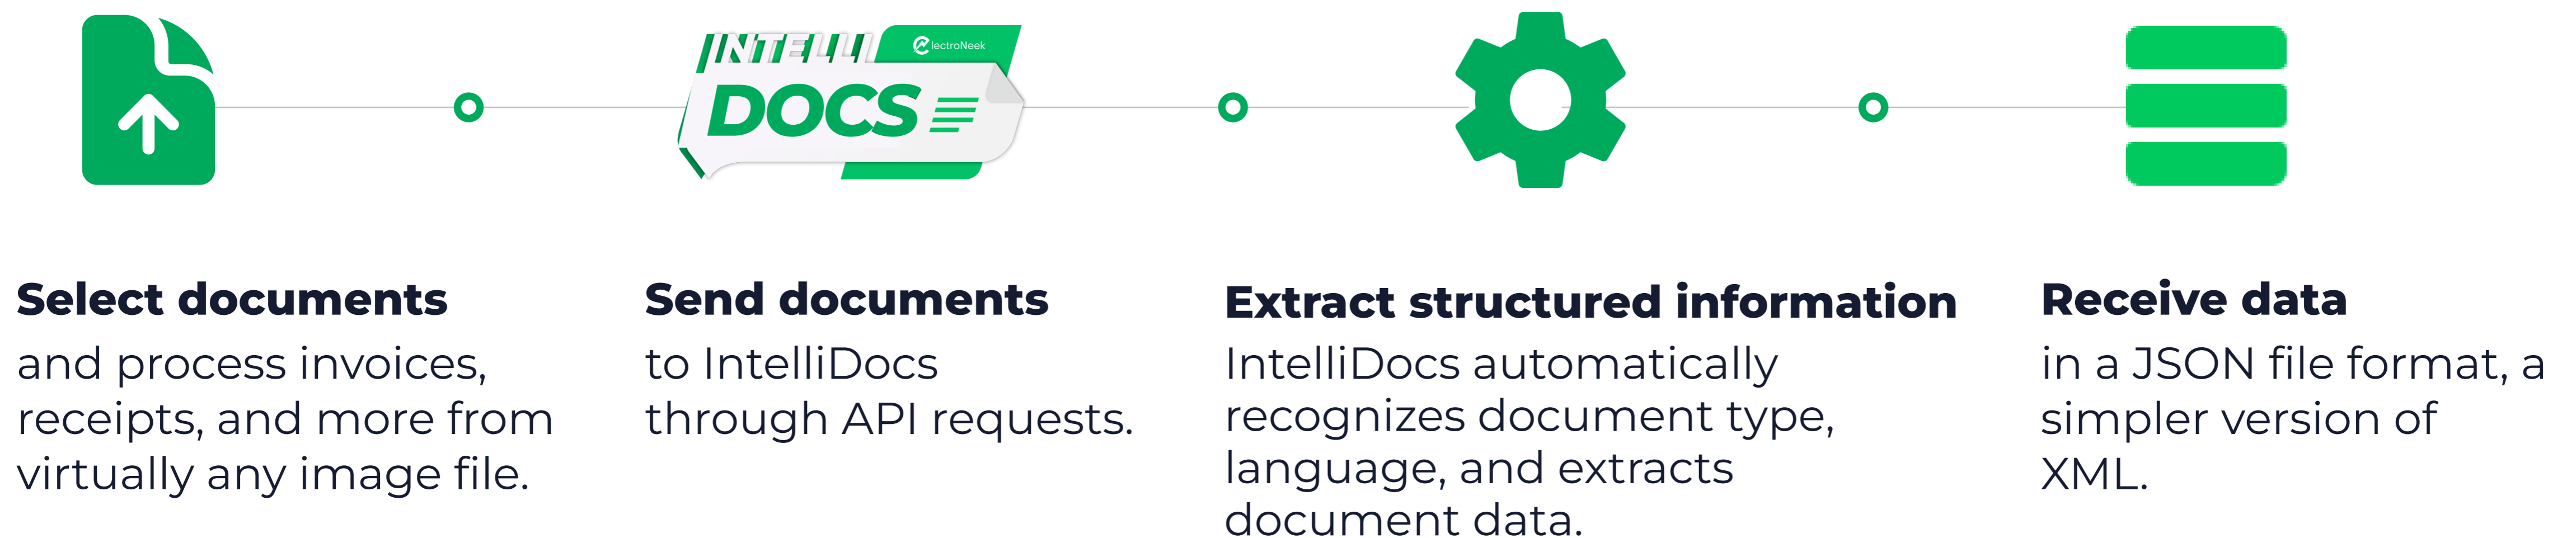 INTELLI
ElectroNeek
DOCS
Select documents
and process invoices,
receipts, and more from
virtually any image file.
Send documents
to IntelliDocs
through API requests.
Extract structured information
IntelliDocs automatically
recognizes document type,
language, and extracts
document data.
Receive data
in a JSON file format, a
simpler version of
XML.